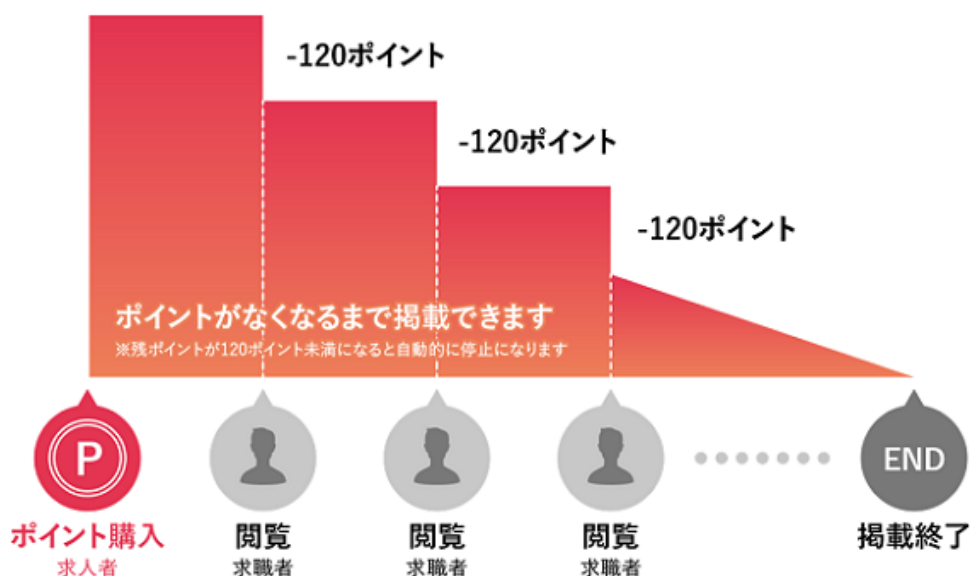 -120ポイント
-120ポイント
-120ポイント
ポイントがなくなるまで掲載できます
※残ポイントが120ポイント未満になると自動的に停止になります
P
END
ポイント購入
求人者
閲覧
求職者
閲覧
求職者
閲覧
求職者
掲載終了